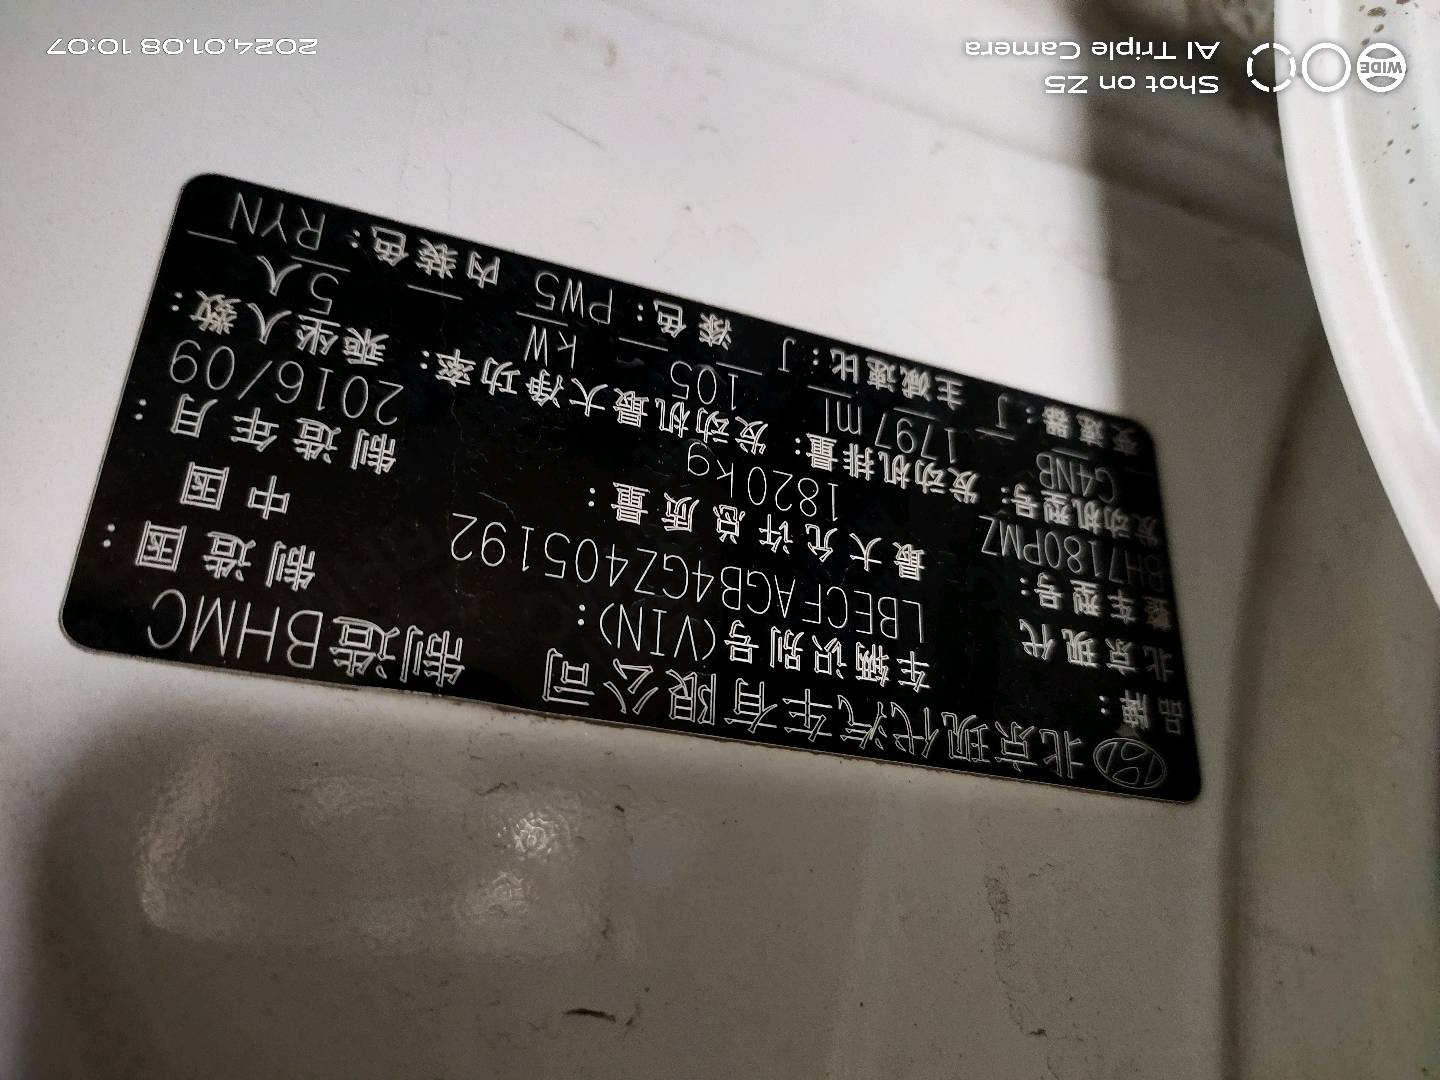 北京现代汽车有限公司 制造BHMC
品牌: 北京现代 车辆识别号(VIN): 制造国: 中国
整车型号: BH7180PMZ LBECFAGB4GZ405192
发动机型号: G4NB 最大允许总质量: 1820kg 制造年月: 2016/09
发动机排量: 1797ml 发动机最大净功率: 105 kW 乘坐人数: 5人
变速器: J 主减速比: J 漆色: PW5 内装色: RYN
Shot on Z5
AI Triple Camera
WIDE
2024.01.08 10:07